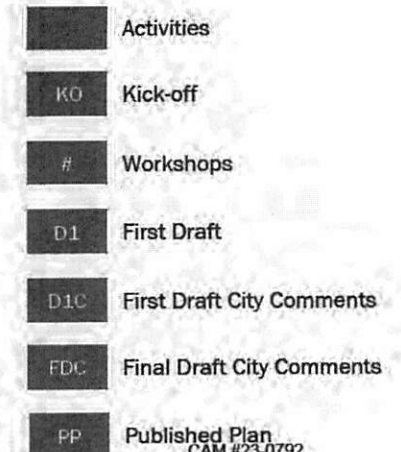 Activities
KO Kick-off
# Workshops
D1 First Draft
D1C First Draft City Comments
FDC Final Draft City Comments
PP Published Plan
CAM #23-0792